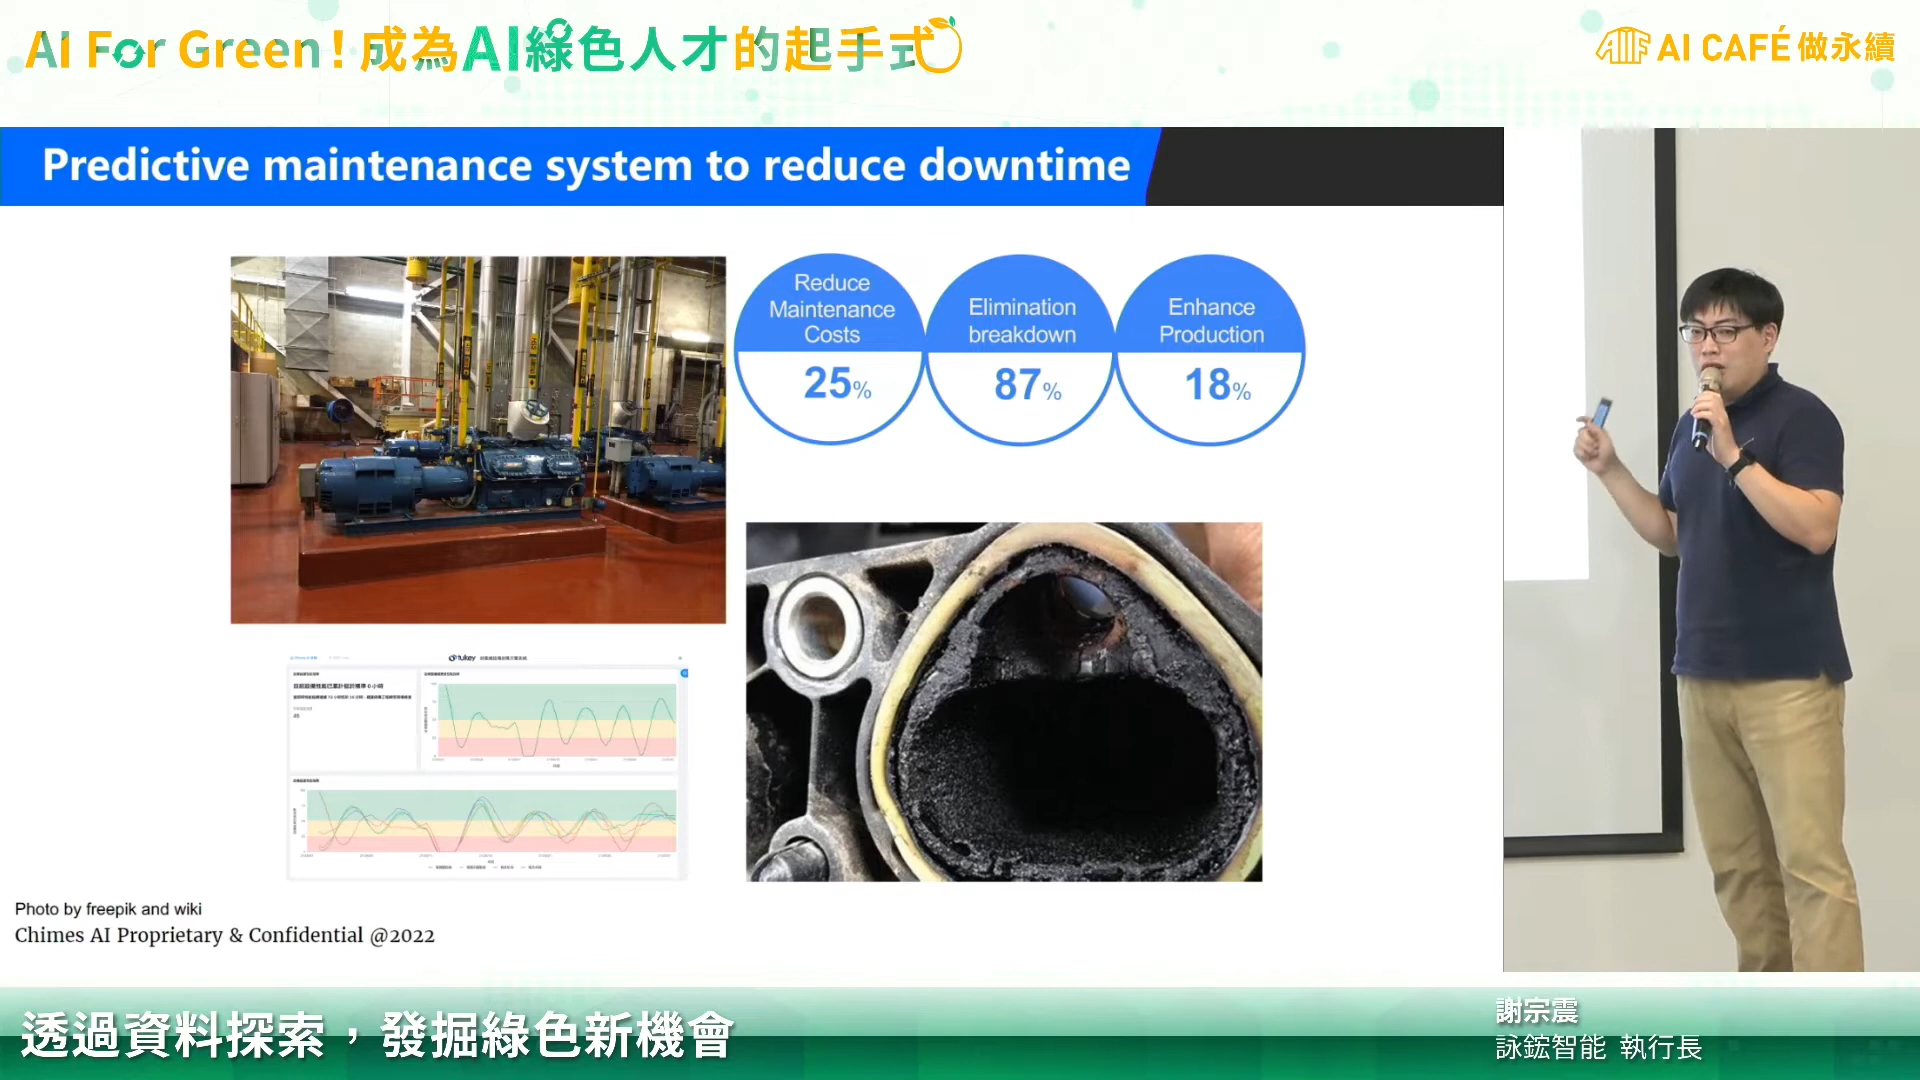 AI For Green！成為AI綠色人才的起手式
AIF AI CAFÉ 做永續
Predictive maintenance system to reduce downtime
Reduce
Maintenance
Costs
25%
Elimination
breakdown
87%
Enhance
Production
18%
tukey
Photo by freepik and wiki
Chimes AI Proprietary & Confidential @2022
透過資料探索，發掘綠色新機會
謝宗震
詠鋐智能 執行長